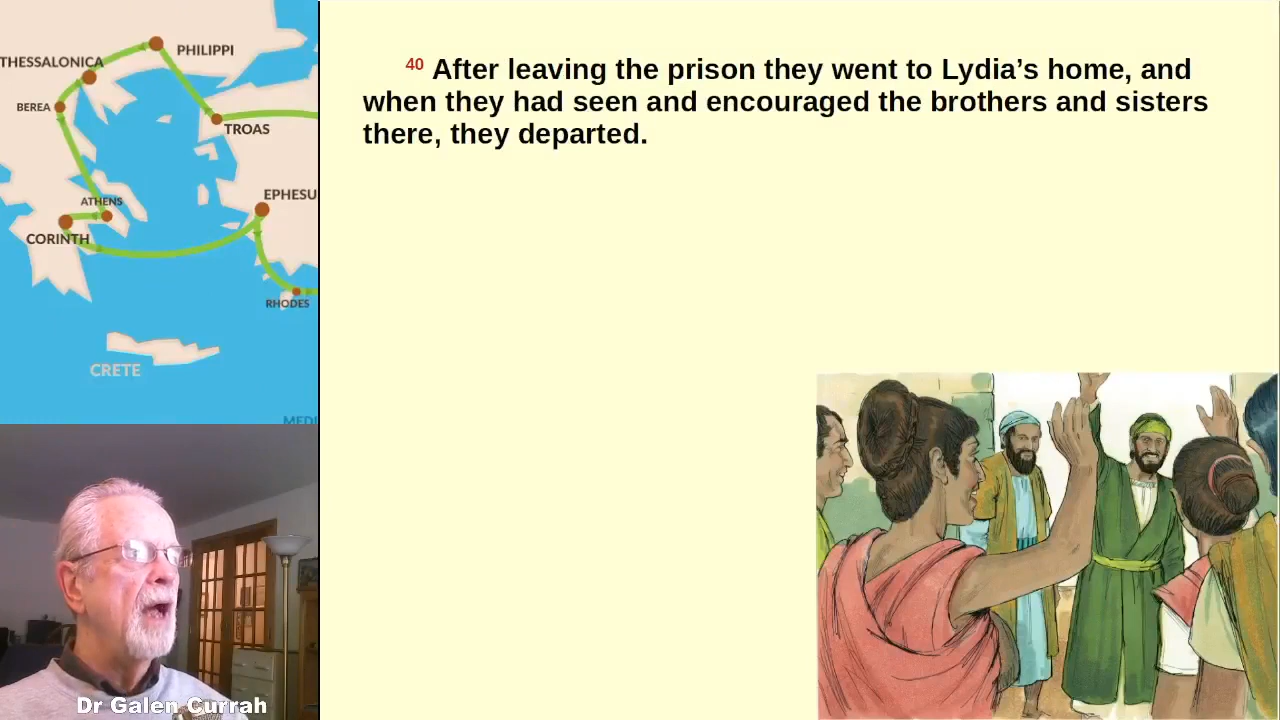 PHILIPPI
THESSALONICA
BEREA
TROAS
ATHENS
EPHESU
CORINTH
RHODES
CRETE
MEDI
40 After leaving the prison they went to Lydia’s home, and
when they had seen and encouraged the brothers and sisters
there, they departed.
Dr Galen Currah